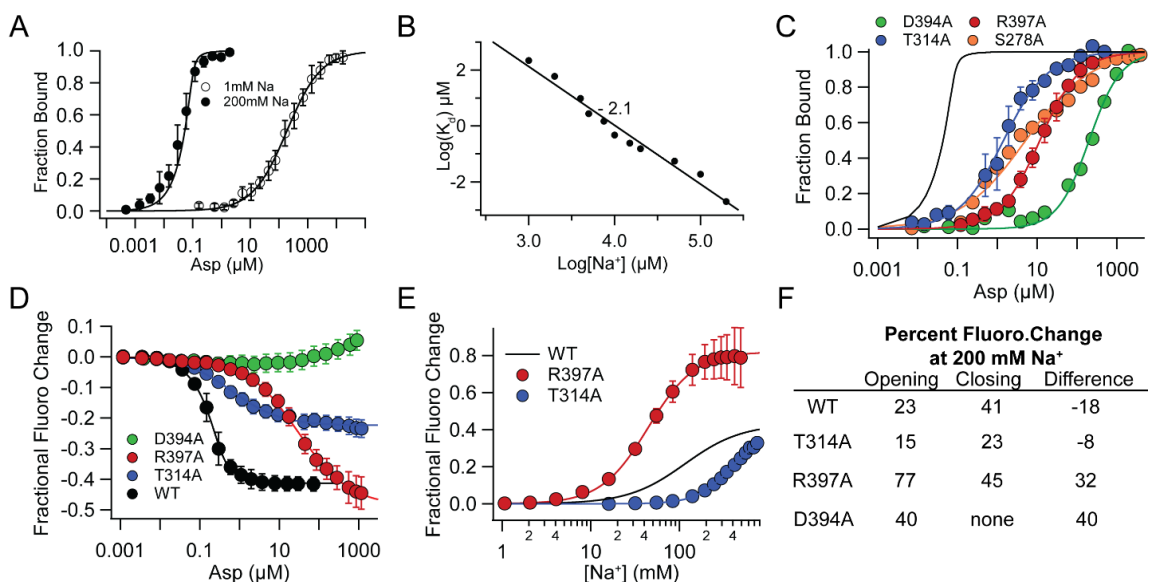 A
Fraction Bound
1.0
0.8
0.6
0.4
0.2
0.0
1mM Na
200mM Na
0.001
0.1
10
1000
Asp (µM)
B
Log(Kd) µM
2
0
-2
- 2.1
3.0
4.0
5.0
Log[Na+] (µM)
C
D394A
R397A
T314A
S278A
Fraction Bound
1.0
0.8
0.6
0.4
0.2
0.0
0.001
0.1
10
1000
Asp (µM)
D
Fractional Fluoro Change
0.1
0.0
-0.1
-0.2
-0.3
-0.4
-0.5
D394A
R397A
T314A
WT
0.001
0.1
10
1000
Asp (µM)
E
Fractional Fluoro Change
0.8
0.4
0.2
0.0
WT
R397A
T314A
1
2
4
10
2
4
100
2
4
[Na+] (mM)
F
Percent Fluoro.Change
at 200 mM Na+
Opening Closing Difference
WT 23 41 -18
T314A 15 23 -8
R397A 77 45 32
D394A 40 none 40